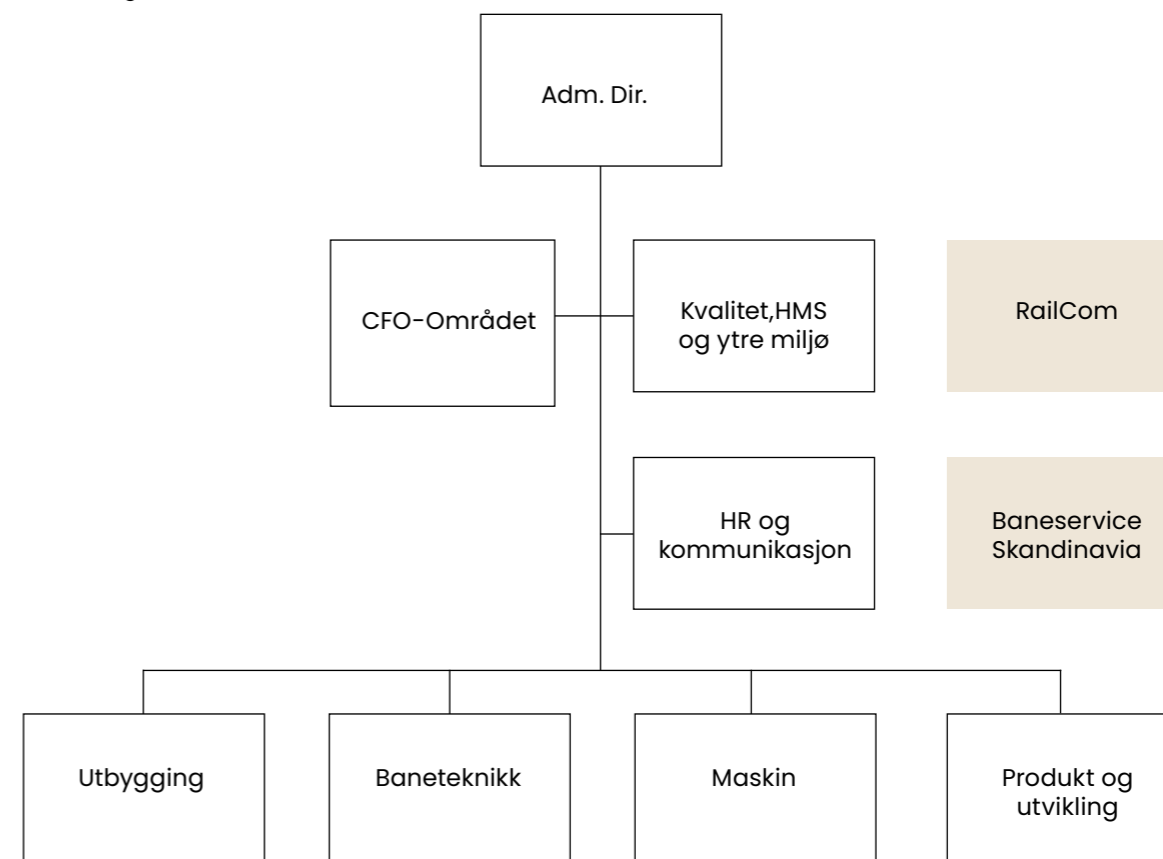 Adm. Dir.
CFO-Området
Kvalitet,HMS
og ytre miljø
RailCom
HR og
kommunikasjon
Baneservice
Skandinavia
Utbygging
Baneteknikk
Maskin
Produkt og
utvikling